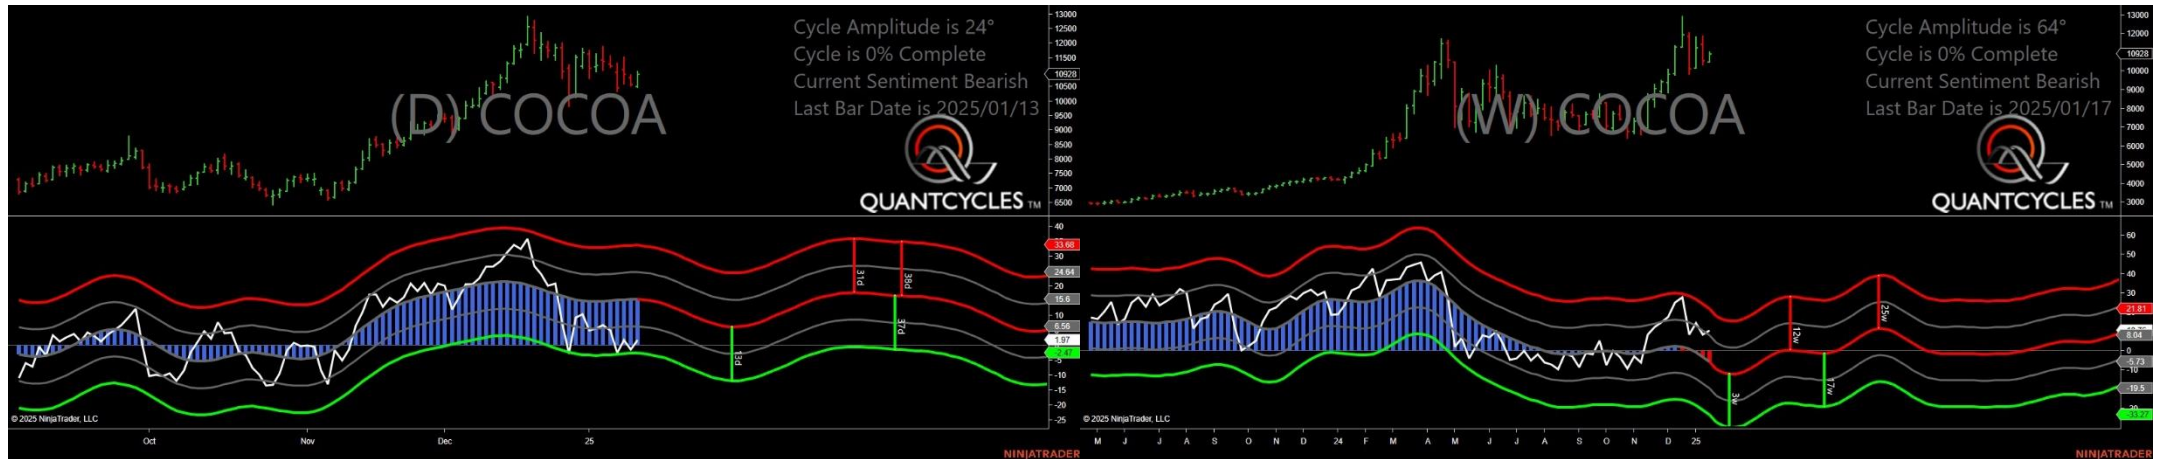 Cycle Amplitude is 24°
Cycle is 0% Complete
Current Sentiment Bearish
Last Bar Date is 2025/01/13
(D) COCOA
QUANTCYCLES TM
13000
12500
12000
11500
10928
10500
10000
9500
9000
8500
8000
7500
7000
6500
40
33.68
30
24.64
20
15.6
10
6.56
1.97
-2.47
-5
-10
-15
-20
-25
31d
38d
37d
13d
© 2025 NinjaTrader, LLC
Oct
Nov
Dec
25
NINJATRADER
Cycle Amplitude is 64°
Cycle is 0% Complete
Current Sentiment Bearish
Last Bar Date is 2025/01/17
(W) COCOA
QUANTCYCLES TM
13000
12000
10928
10000
9000
8000
7000
6000
4000
3000
60
50
40
30
21.81
8.04
0
-5.73
-10
-19.5
-33.27
12w
25w
17w
3w
© 2025 NinjaTrader, LLC
M J J A S O N D 24 F M A M J J A S O N D 25
NINJATRADER